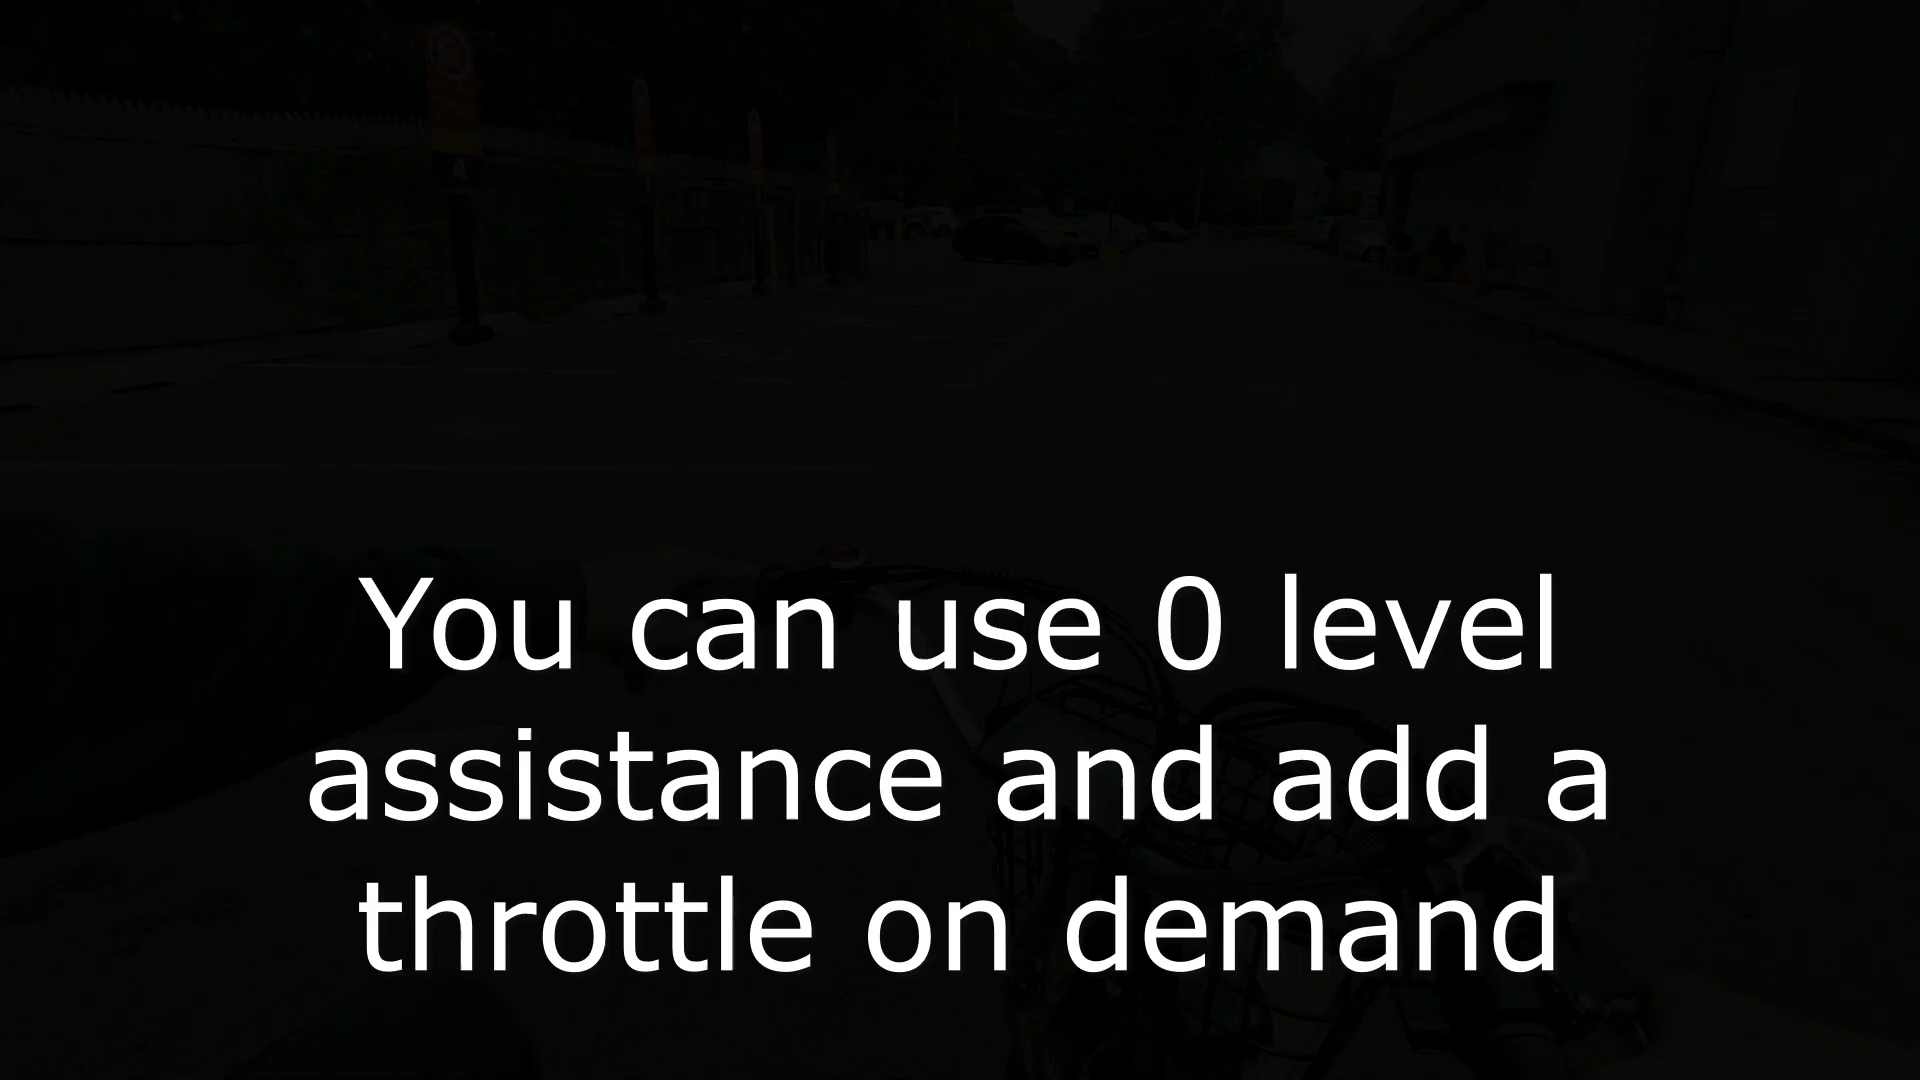 You can use 0 level
assistance and add a
throttle on demand